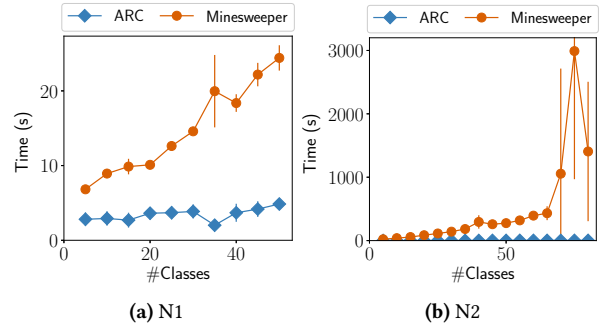 ARC Minesweeper
Time (s)
20
10
0
0 20 40
#Classes
(a) N1
ARC Minesweeper
Time (s)
3000
2000
1000
0
50
#Classes
(b) N2